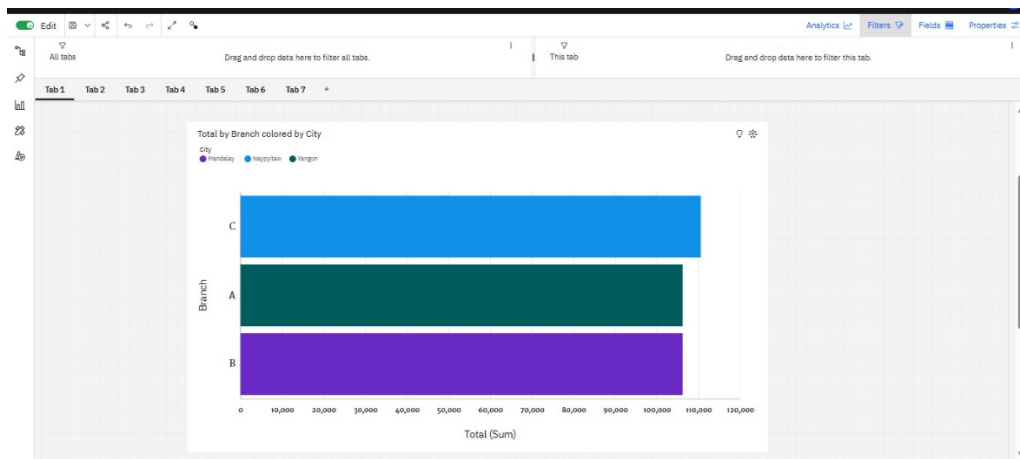 Edit
Analytics Filters Fields Properties
All tabs Drag and drop data here to filter all tabs. This tab Drag and drop data here to filter this tab.
Tab 1 Tab 2 Tab 3 Tab 4 Tab 5 Tab 6 Tab 7 +
Total by Branch colored by City
City
Mandalay Naypyitaw Yangon
C
A
B
Branch
0 10,000 20,000 30,000 40,000 50,000 60,000 70,000 80,000 90,000 100,000 110,000 120,000
Total (Sum)